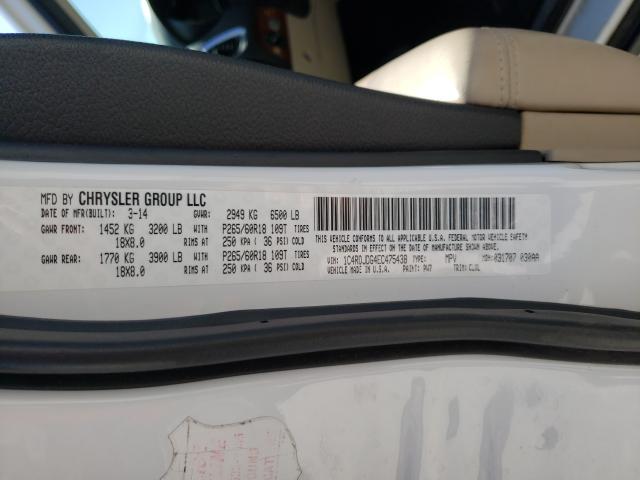 MFD BY CHRYSLER GROUP LLC
DATE OF MFR(BUILT): 3-14 GVWR: 2949 KG 6500 LB
GAWR FRONT: 1452 KG 3200 LB WITH P265/60R18 109T TIRES
18X8.0 RIMS AT 250 KPA ( 36 PSI COLD)
GAWR REAR: 1770 KG 3900 LB WITH P265/60R18 109T TIRES
18X8.0 RIMS AT 250 KPA ( 36 PSI COLD)
THIS VEHICLE CONFORMS TO ALL APPLICABLE U.S.A. FEDERAL MOTOR VEHICLE SAFETY
STANDARDS IN EFFECT ON THE DATE OF MANUFACTURE SHOWN ABOVE.
VIN: 1C4RDJDG4EC475438 TYPE: MPV MDH: 031707 030AA
VEHICLE MADE IN U.S.A. PAINT: PW7 TRIM: CLJL